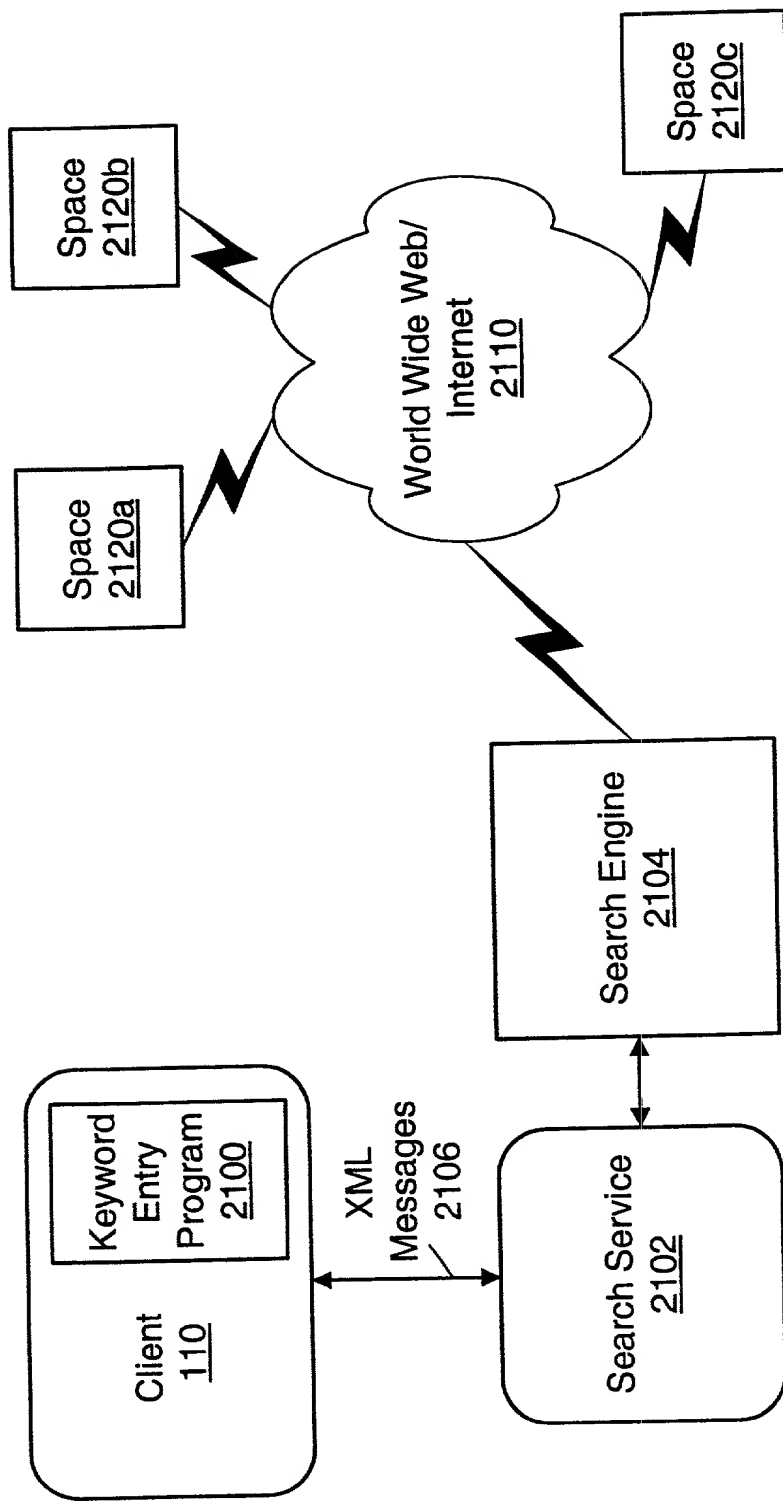 Client
110
Keyword
Entry
Program
2100
XML
Messages
2106
Search Service
2102
Search Engine
2104
World Wide Web/
Internet
2110
Space
2120a
Space
2120b
Space
2120c